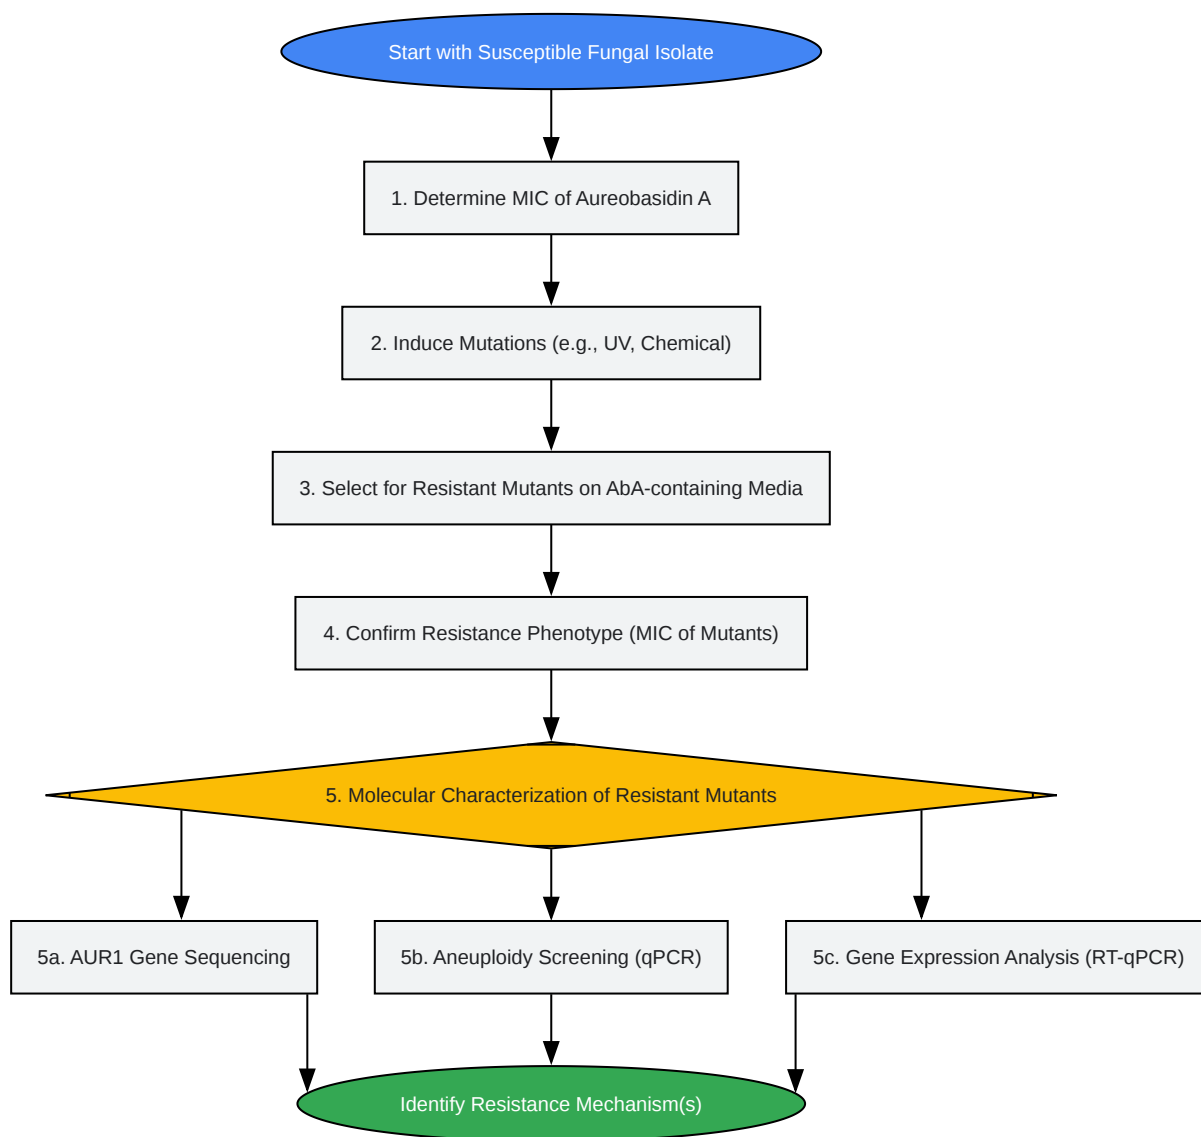 Start with Susceptible Fungal Isolate
1. Determine MIC of Aureobasidin A
2. Induce Mutations (e.g., UV, Chemical)
3. Select for Resistant Mutants on AbA-containing Media
4. Confirm Resistance Phenotype (MIC of Mutants)
5. Molecular Characterization of Resistant Mutants
5a. AUR1 Gene Sequencing
5b. Aneuploidy Screening (qPCR)
5c. Gene Expression Analysis (RT-qPCR)
Identify Resistance Mechanism(s)